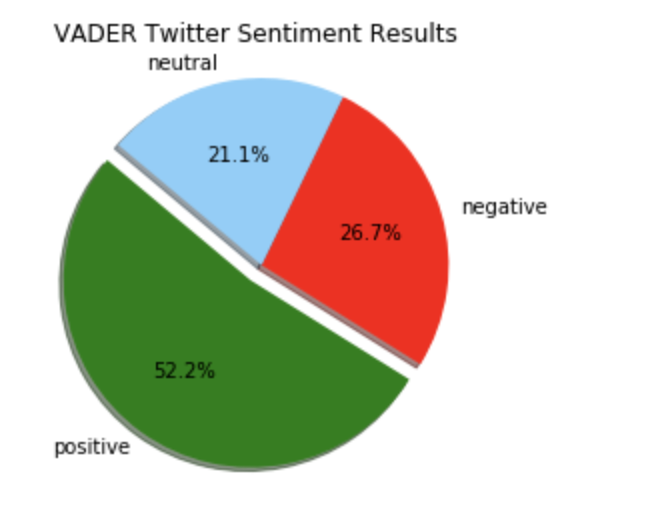 VADER Twitter Sentiment Results
neutral
21.1%
negative
26.7%
52.2%
positive